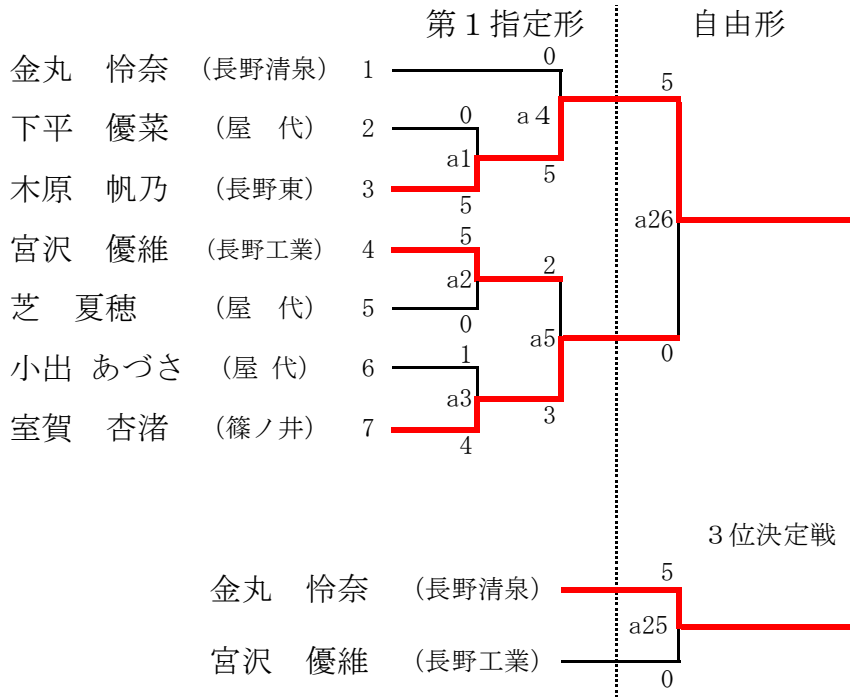 第１指定形　自由形
金丸　怜奈 （長野清泉） 1
0
5
下平　優菜 （屋　代） 2
0
a４
a1
木原　帆乃 （長野東） 3
5
5
a26
宮沢　優維 （長野工業） 4
5
2
a2
芝　夏穂 （屋　代） 5
0
a5
0
小出 あづさ （屋 代） 6
1
a3
室賀　杏渚 （篠ノ井） 7
3
4
３位決定戦
金丸　怜奈 （長野清泉）
5
a25
宮沢　優維 （長野工業）
0